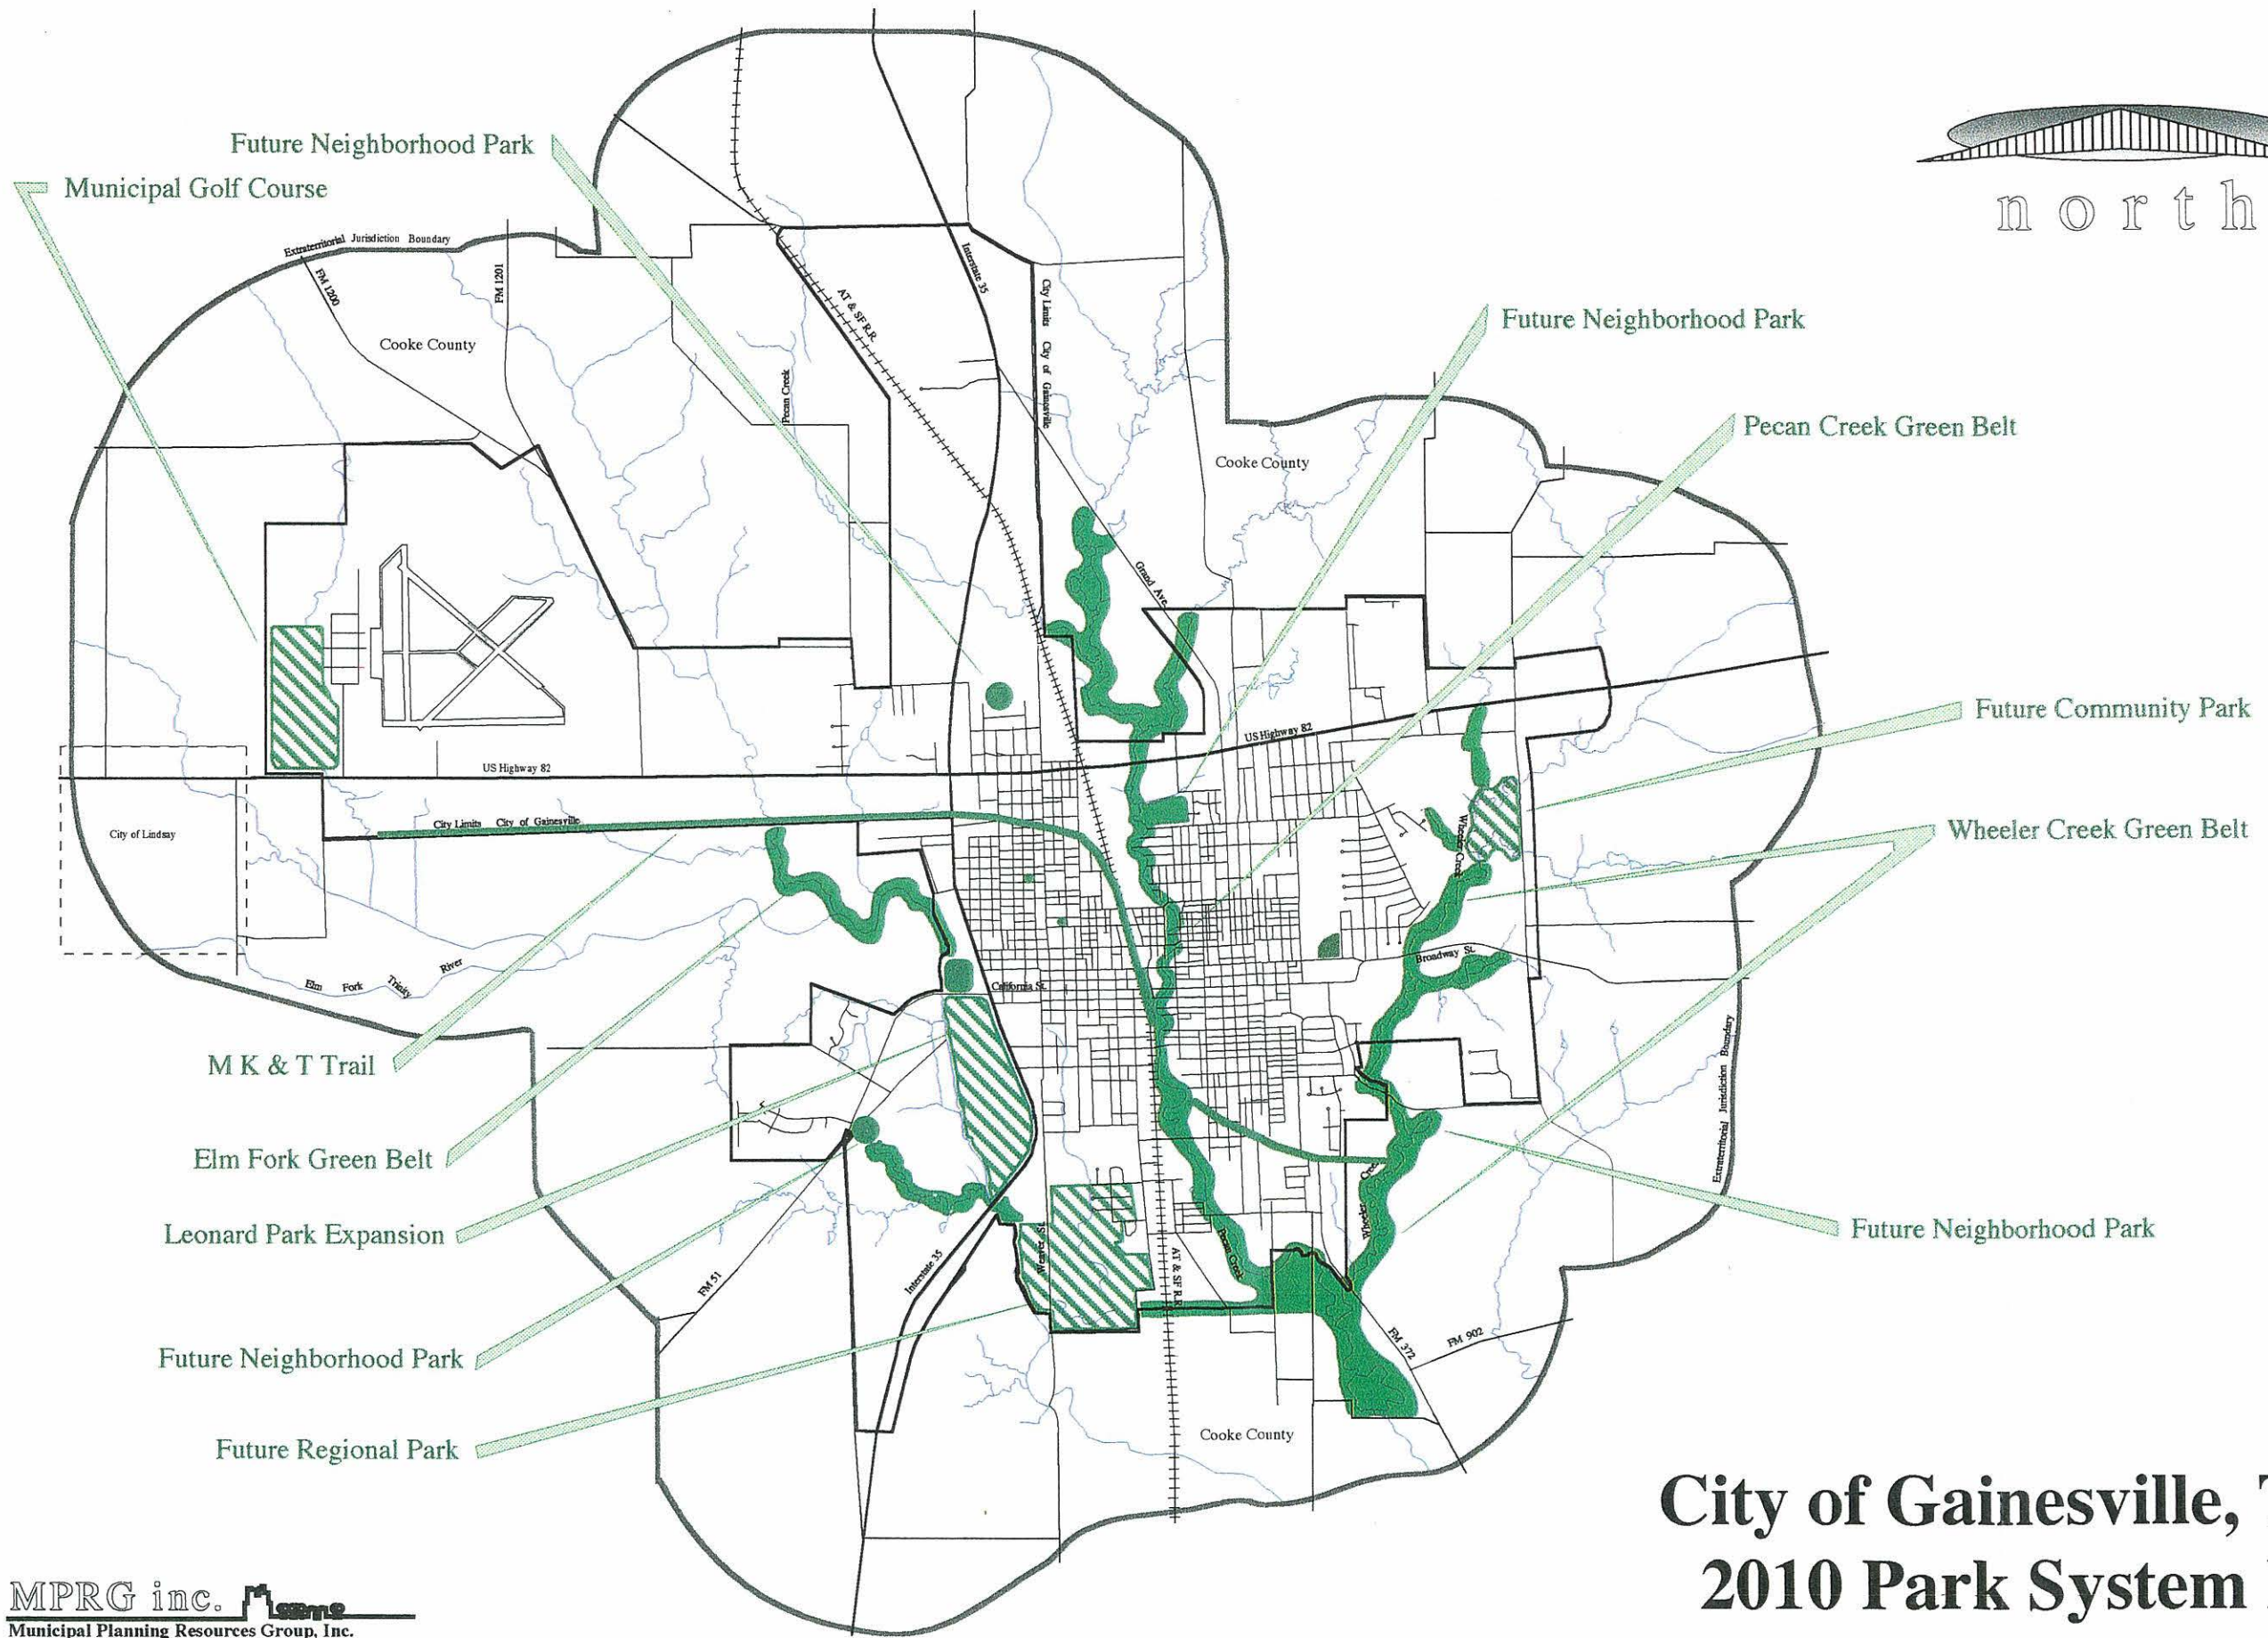 Future Neighborhood Park
Municipal Golf Course
north
Extraterritorial Jurisdiction Boundary
FM 1200
FM 1201
Interstate 35
City Limits City of Gainesville
AT & SF R.R.
Cooke County
Pecan Creek
Future Neighborhood Park
Pecan Creek Green Belt
Cooke County
Grand Ave.
Future Community Park
US Highway 82
US Highway 82
City of Lindsay
City Limits City of Gainesville
Wheeler Creek
Wheeler Creek Green Belt
Broadway St.
Elm Fork Trinity River
California St.
M K & T Trail
Extraterritorial Jurisdiction Boundary
Elm Fork Green Belt
Leonard Park Expansion
Wheeler Creek
Future Neighborhood Park
Weaver St.
Pecan Creek
AT & SF R.R.
Interstate 35
FM 51
FM 372
FM 902
Future Neighborhood Park
Future Regional Park
Cooke County
City of Gainesville,
2010 Park System
MPRG inc.
Municipal Planning Resources Group, Inc.